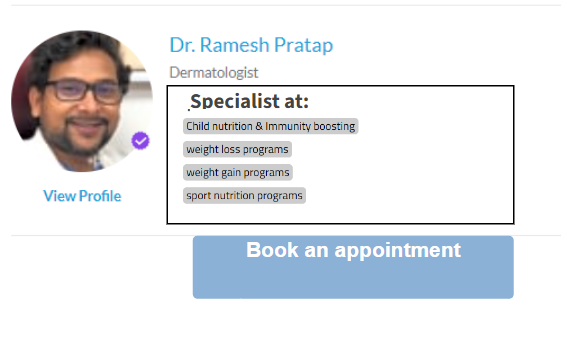 Dr. Ramesh Pratap
Dermatologist
Specialist at:
Child nutrition & Immunity boosting
weight loss programs
weight gain programs
sport nutrition programs
View Profile
Book an appointment